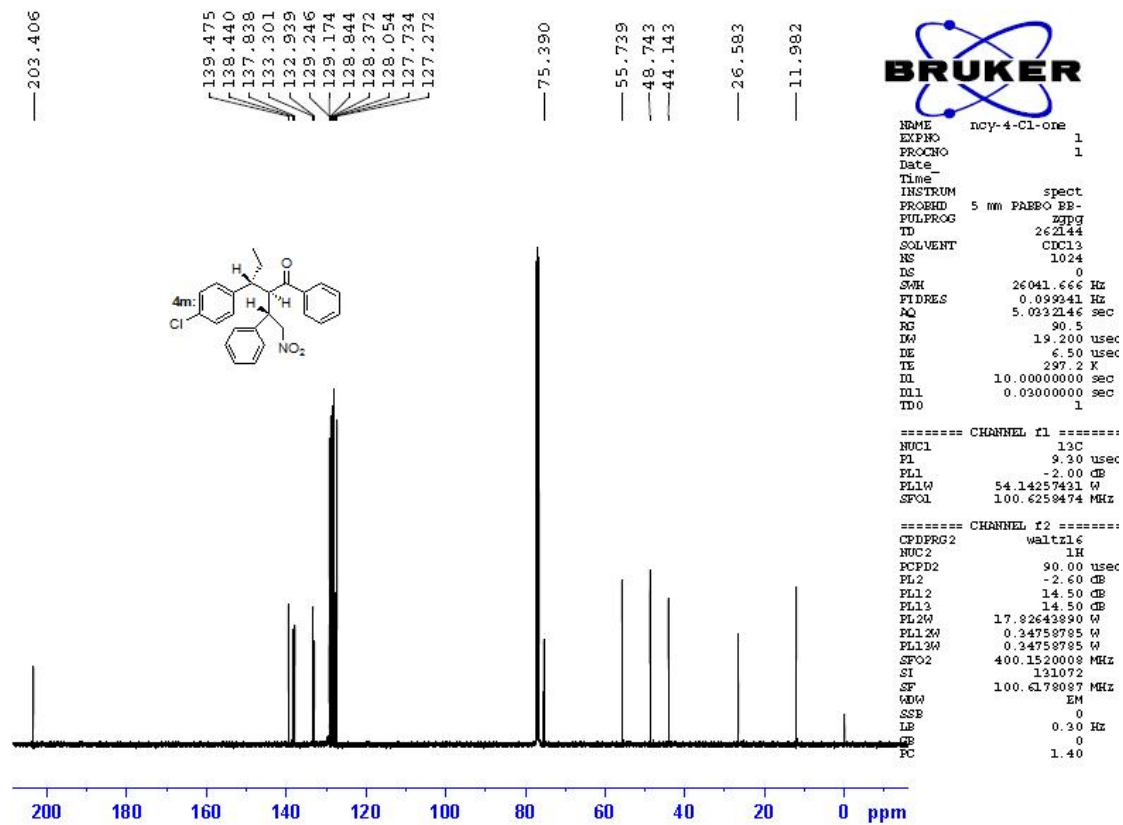 203.406
139.475
138.440
137.838
133.301
132.939
129.246
129.174
128.844
128.372
128.054
127.734
127.272
75.390
55.739
48.743
44.143
26.583
11.982
BRUKER
NAME ncy-4-Cl-one
EXPNO 1
PROCNO 1
Date_
Time
INSTRUM spect
PROBHD 5 mm PABBO BB-
PULPROG zgpg
TD 262144
SOLVENT CDCl3
NS 1024
DS 0
SWH 26041.666 Hz
FIDRES 0.099341 Hz
AQ 5.0332146 sec
RG 90.5
DW 19.200 usec
DE 6.50 usec
TE 297.2 K
D1 10.00000000 sec
D11 0.03000000 sec
TD0 1
======== CHANNEL f1 ========
NUC1 13C
P1 9.30 usec
PL1 -2.00 dB
PL1W 54.14257431 W
SFO1 100.6258474 MHz
======== CHANNEL f2 ========
CPDPRG2 waltz16
NUC2 1H
PCPD2 90.00 usec
PL2 -2.60 dB
PL12 14.50 dB
PL13 14.50 dB
PL2W 17.82643890 W
PL12W 0.34758785 W
PL13W 0.34758785 W
SFO2 400.1520008 MHz
SI 131072
SF 100.6178087 MHz
WDW EM
SSB 0
LB 0.30 Hz
GB 0
PC 1.40
H
O
4m:
H
H
Cl
NO2
200 180 160 140 120 100 80 60 40 20 0 ppm